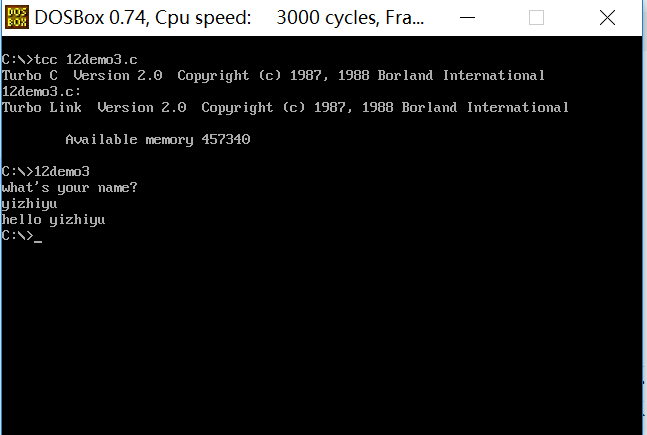 DOS
BOX
DOSBox 0.74, Cpu speed: 3000 cycles, Fra...
C:\>tcc 12demo3.c
Turbo C  Version 2.0  Copyright (c) 1987, 1988 Borland International
12demo3.c:
Turbo Link  Version 2.0  Copyright (c) 1987, 1988 Borland International
        Available memory 457340
C:\>12demo3
what's your name?
yizhiyu
hello yizhiyu
C:\>_